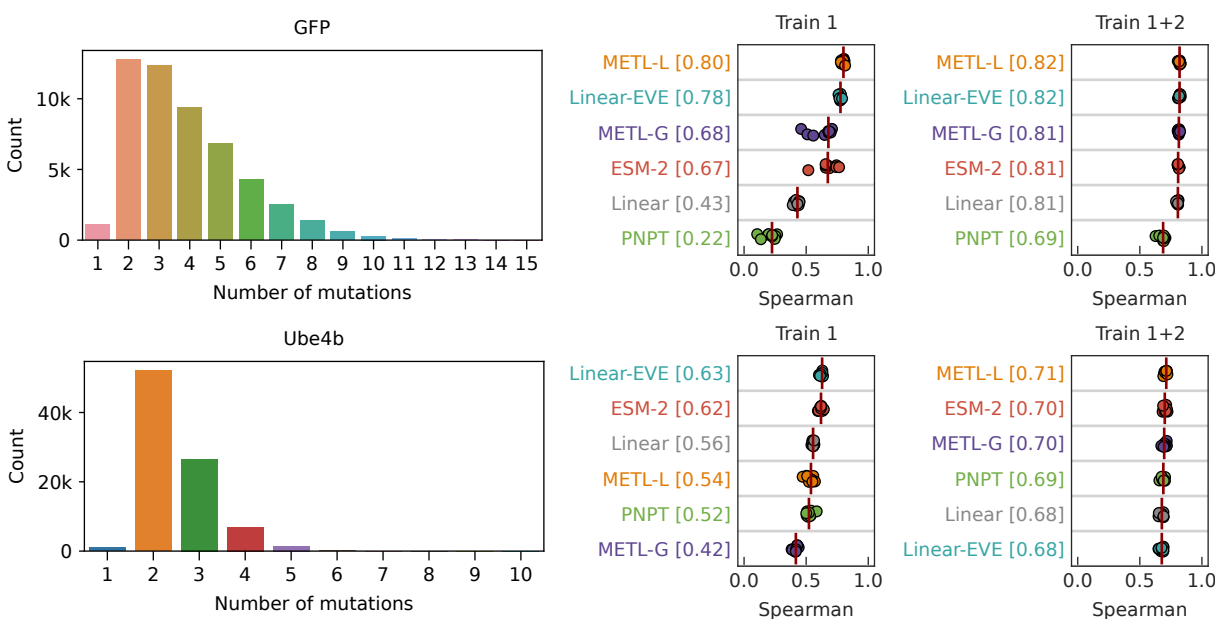 GFP
Count
10k
5k
0
1 2 3 4 5 6 7 8 9 10 11 12 13 14 15
Number of mutations
Train 1
METL-L [0.80]
Linear-EVE [0.78]
METL-G [0.68]
ESM-2 [0.67]
Linear [0.43]
PNPT [0.22]
0.0 0.5 1.0
Spearman
Train 1+2
METL-L [0.82]
Linear-EVE [0.82]
METL-G [0.81]
ESM-2 [0.81]
Linear [0.81]
PNPT [0.69]
0.0 0.5 1.0
Spearman
Ube4b
Count
40k
20k
0
1 2 3 4 5 6 7 8 9 10
Number of mutations
Train 1
Linear-EVE [0.63]
ESM-2 [0.62]
Linear [0.56]
METL-L [0.54]
PNPT [0.52]
METL-G [0.42]
0.0 0.5 1.0
Spearman
Train 1+2
METL-L [0.71]
ESM-2 [0.70]
METL-G [0.70]
PNPT [0.69]
Linear [0.68]
Linear-EVE [0.68]
0.0 0.5 1.0
Spearman